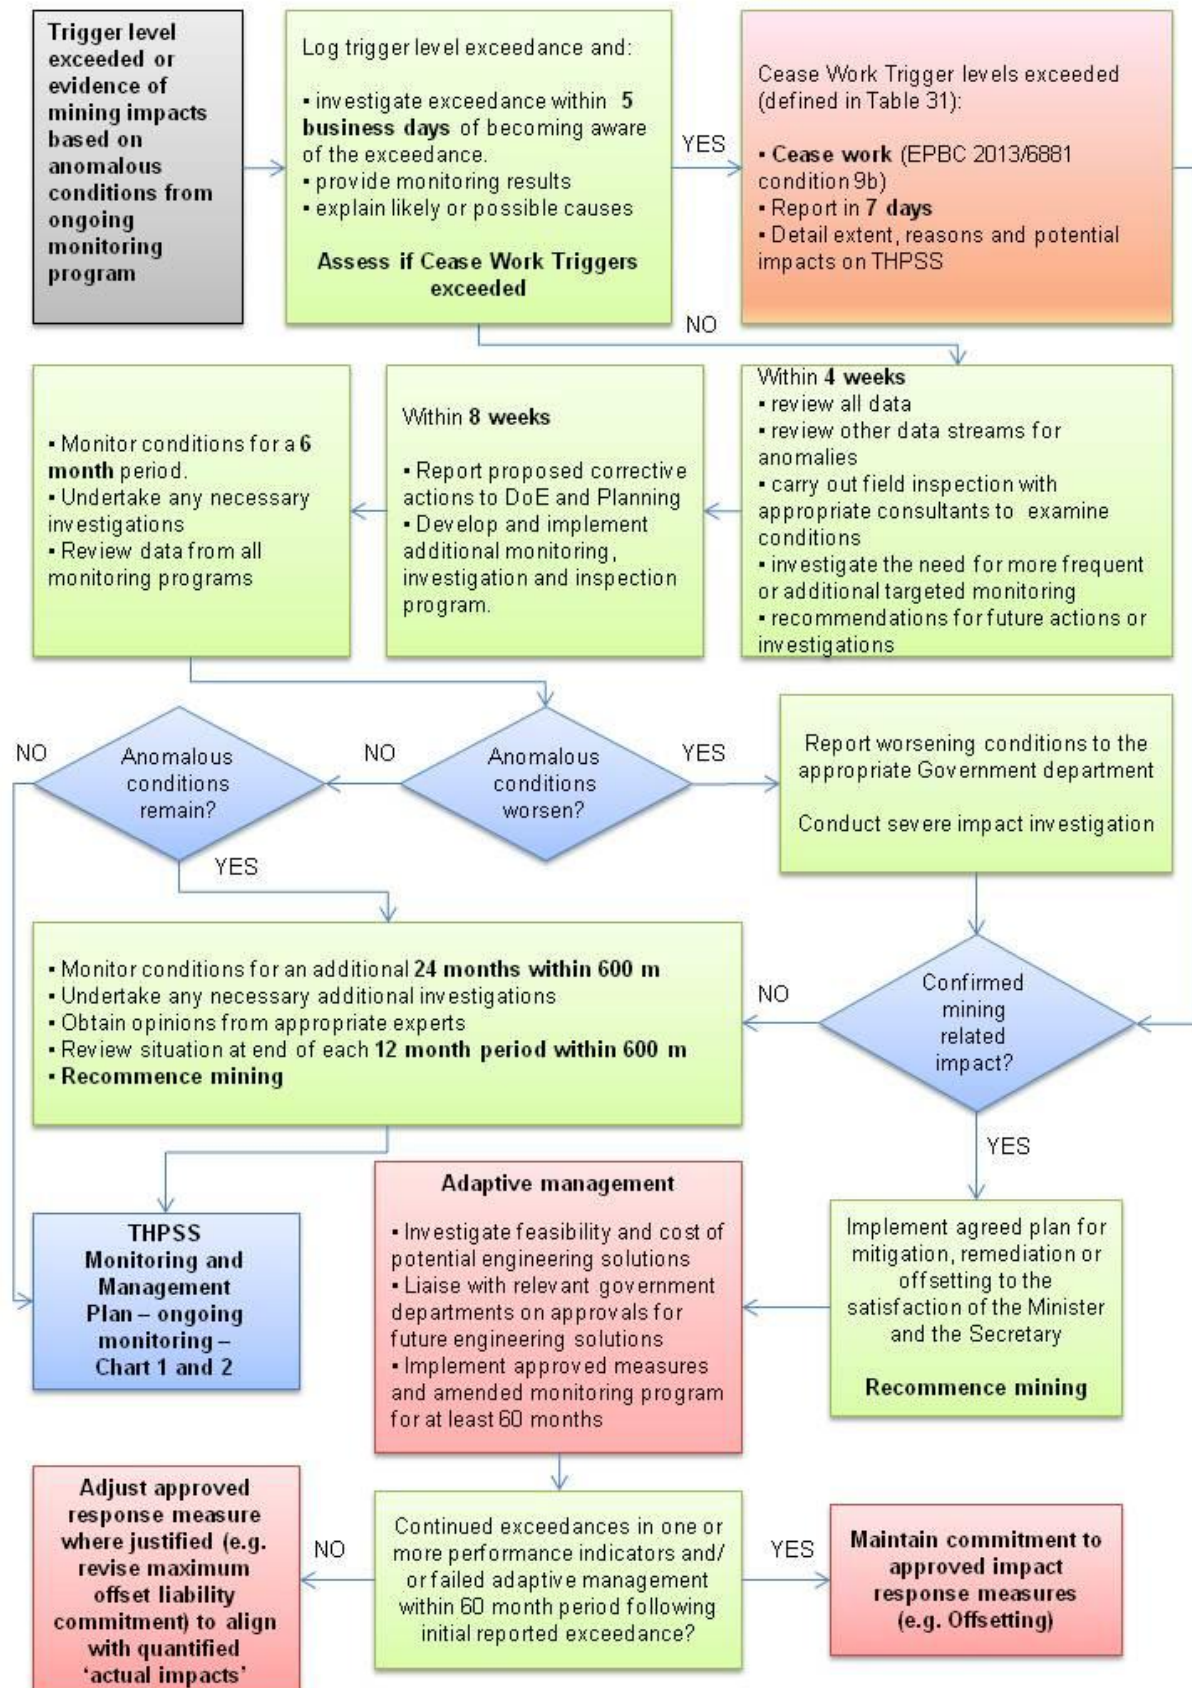 Trigger level
exceeded or
evidence of
mining impacts
based on
anomalous
conditions from
ongoing
monitoring
program
Log trigger level exceedance and:
▪ investigate exceedance within 5
business days of becoming aware
of the exceedance.
▪ provide monitoring results
▪ explain likely or possible causes
Assess if Cease Work Triggers
exceeded
YES
Cease Work Trigger levels exceeded
(defined in Table 31):
▪ Cease work (EPBC 2013/6881
condition 9b)
▪ Report in 7 days
▪ Detail extent, reasons and potential
impacts on THPSS
NO
Within 4 weeks
▪ review all data
▪ review other data streams for
anomalies
▪ carry out field inspection with
appropriate consultants to examine
conditions
▪ investigate the need for more frequent
or additional targeted monitoring
▪ recommendations for future actions or
investigations
Within 8 weeks
▪ Report proposed corrective
actions to DoE and Planning
▪ Develop and implement
additional monitoring,
investigation and inspection
program.
▪ Monitor conditions for a 6
month period.
▪ Undertake any necessary
investigations
▪ Review data from all
monitoring programs
NO
Anomalous
conditions
remain?
NO
Anomalous
conditions
worsen?
YES
Report worsening conditions to the
appropriate Government department
Conduct severe impact investigation
YES
▪ Monitor conditions for an additional 24 months within 600 m
▪ Undertake any necessary additional investigations
▪ Obtain opinions from appropriate experts
▪ Review situation at end of each 12 month period within 600 m
▪ Recommence mining
NO
Confirmed
mining
related
impact?
YES
THPSS
Monitoring and
Management
Plan – ongoing
monitoring –
Chart 1 and 2
Adaptive management
▪ Investigate feasibility and cost of
potential engineering solutions
▪ Liaise with relevant government
departments on approvals for
future engineering solutions
▪ Implement approved measures
and amended monitoring program
for at least 60 months
Implement agreed plan for
mitigation, remediation or
offsetting to the
satisfaction of the Minister
and the Secretary
Recommence mining
Adjust approved
response measure
where justified (e.g.
revise maximum
offset liability
commitment) to align
with quantified
‘actual impacts’
NO
Continued exceedances in one or
more performance indicators and/
or failed adaptive management
within 60 month period following
initial reported exceedance?
YES
Maintain commitment to
approved impact
response measures
(e.g. Offsetting)